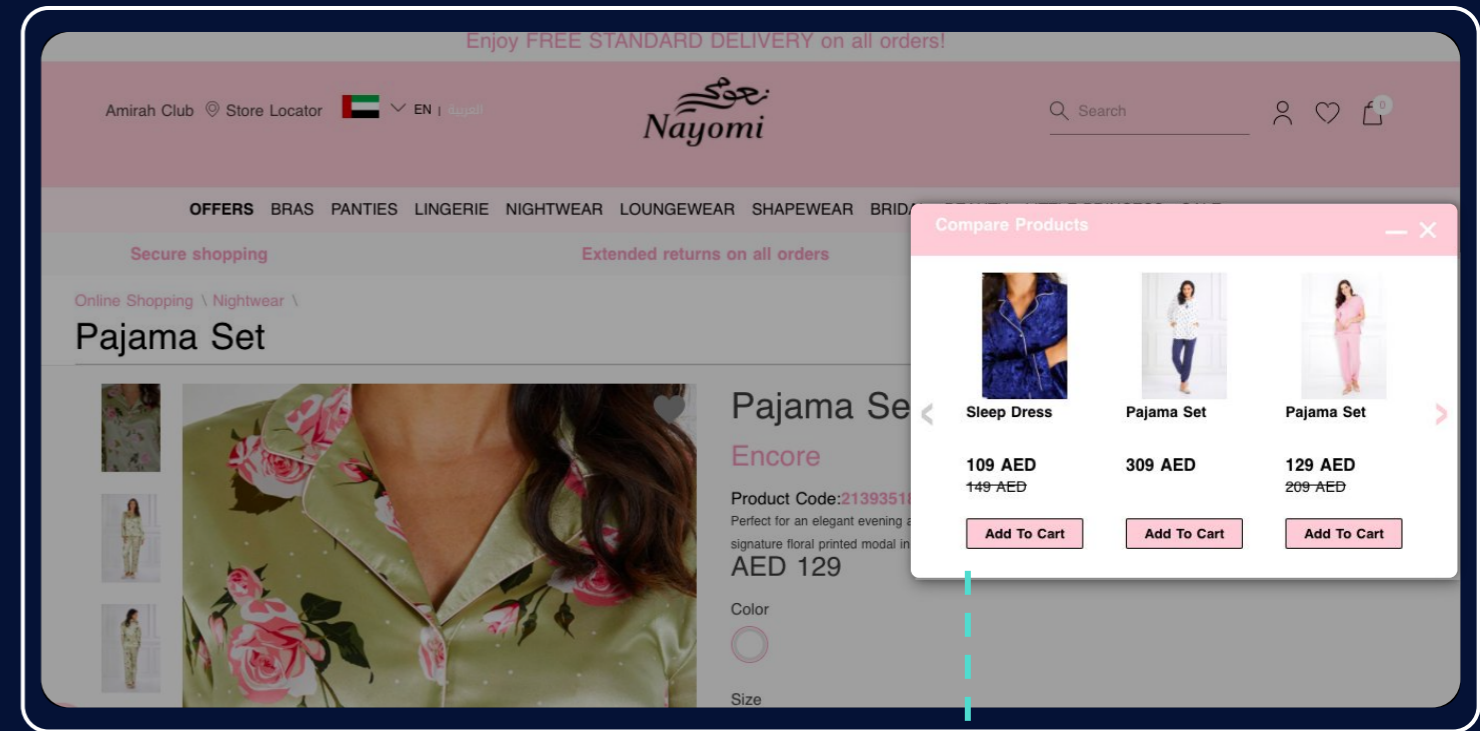 Enjoy FREE STANDARD DELIVERY on all orders!
Amirah Club Store Locator EN | العربية
نعومي
Nayomi
Search
0
OFFERS BRAS PANTIES LINGERIE NIGHTWEAR LOUNGEWEAR SHAPEWEAR
Secure shopping Extended returns on all orders
Online Shopping \ Nightwear \
Pajama Set
Pajama
Encore
Product Code:21393518
Perfect for an elegant evening
signature floral printed modal in
AED 129
Color
Size
Compare Products
Sleep Dress
109 AED
149 AED
Add To Cart
Pajama Set
309 AED
Add To Cart
Pajama Set
129 AED
209 AED
Add To Cart